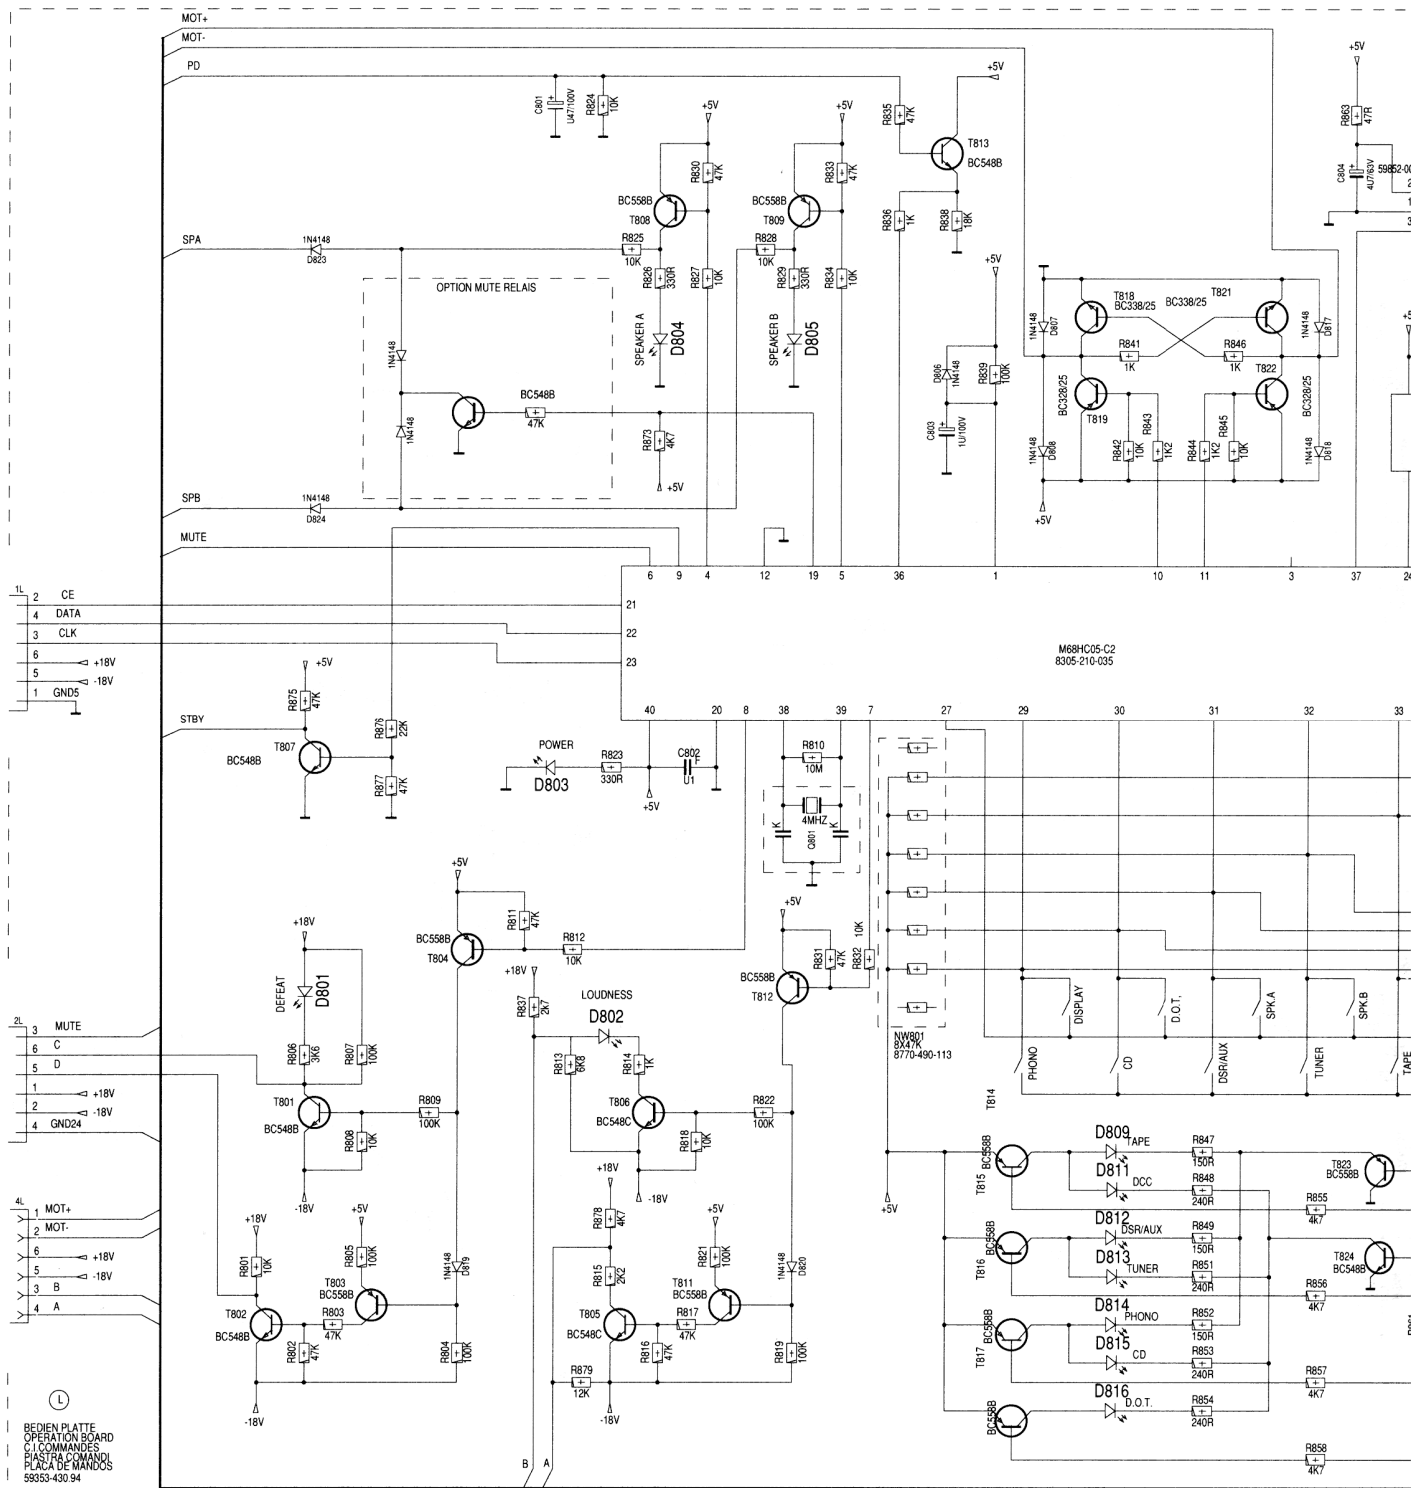 MOT+
MOT-
PD
C801
U47/100V
R824
10K
+5V
R830
47K
BC558B
T808
+5V
R833
47K
BC558B
T809
R835
47K
+5V
T813
BC548B
R836
1K
R838
18K
+5V
R863
47R
C804
4U7/63V
SPA
1N4148
D823
R825
10K
R826
330R
R827
10K
R828
10K
R829
330R
R834
10K
SPEAKER A
D804
SPEAKER B
D805
OPTION MUTE RELAIS
1N4148
1N4148
BC548B
47K
R873
4K7
+5V
+5V
D806
1N4148
R839
100K
C803
1U/100V
T818
BC338/25
BC338/25
T821
1N4148
D807
R841
1K
R846
1K
1N4148
D817
T822
BC328/25
T819
BC328/25
1N4148
D808
R842
10K
R843
1K2
R844
1K2
R845
10K
1N4148
D818
+5V
SPB
1N4148
D824
MUTE
6 9 4 12 19 5 36 1 10 11 3 37 24
1L
2 CE
4 DATA
3 CLK
6 +18V
5 -18V
1 GND5
21
22
23
M68HC05-C2
8305-210-035
40 20 8 38 39 7 27 29 30 31 32 33
+5V
R875
47K
STBY
T807
BC548B
R876
22K
R877
47K
POWER
D803
R823
330R
C802
F
U1
+5V
R810
10M
4MHZ
K
K
Q801
+5V
BC558B
T804
R811
47K
R812
10K
+5V
BC558B
T812
R831
47K
R832
10K
NW801
8X47K
8770-490-113
+18V
DEFEAT
D801
R806
3K6
R807
100K
+18V
R837
2K7
LOUDNESS
D802
R813
6K8
R814
1K
DISPLAY
D.O.T.
SPK.A
SPK.B
PHONO
CD
DSR/AUX
TUNER
TAPE
2L
3 MUTE
6 C
5 D
1 +18V
2 -18V
4 GND24
T801
BC548B
R809
100K
R808
10K
-18V
T806
BC548C
R822
100K
R818
10K
-18V
T814
BC558B
T815
D809
TAPE
R847
150R
D811
DCC
R848
240R
T823
BC558B
R855
4k7
+5V
4L
1 MOT+
2 MOT-
6 +18V
5 -18V
3 B
4 A
+18V
R801
10K
+5V
R805
100K
T803
BC558B
1N4148
D819
T802
BC548B
R803
47K
R802
47K
R804
100K
-18V
+18V
R878
4K7
R815
2K2
+5V
R821
100K
T811
BC558B
1N4148
D820
T805
BC548C
R817
47K
R816
47K
R819
100K
R879
12K
-18V
BC558B
T816
D812
DSR/AUX
R849
150R
D813
TUNER
R851
240R
T824
BC548B
R856
4K7
BC558B
T817
D814
PHONO
R852
150R
D815
CD
R853
240R
R857
4K7
BC558B
D816
D.O.T.
R854
240R
R858
4K7
L
BEDIEN PLATTE
OPERATION BOARD
C.I.COMMANDES
PIASTRA COMANDI
PLACA DE MANDOS
59353-430.94
B A